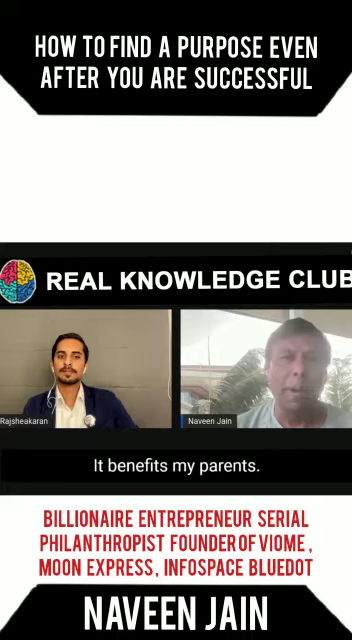 HOW TO FIND A PURPOSE EVEN
AFTER YOU ARE SUCCESSFUL
REAL KNOWLEDGE CLUB
Rajsheakaran
Naveen Jain
It benefits my parents.
BILLIONAIRE ENTREPRENEUR SERIAL
PHILANTHROPIST FOUNDER OF VIOME,
MOON EXPRESS, INFOSPACE BLUEDOT
NAVEEN JAIN